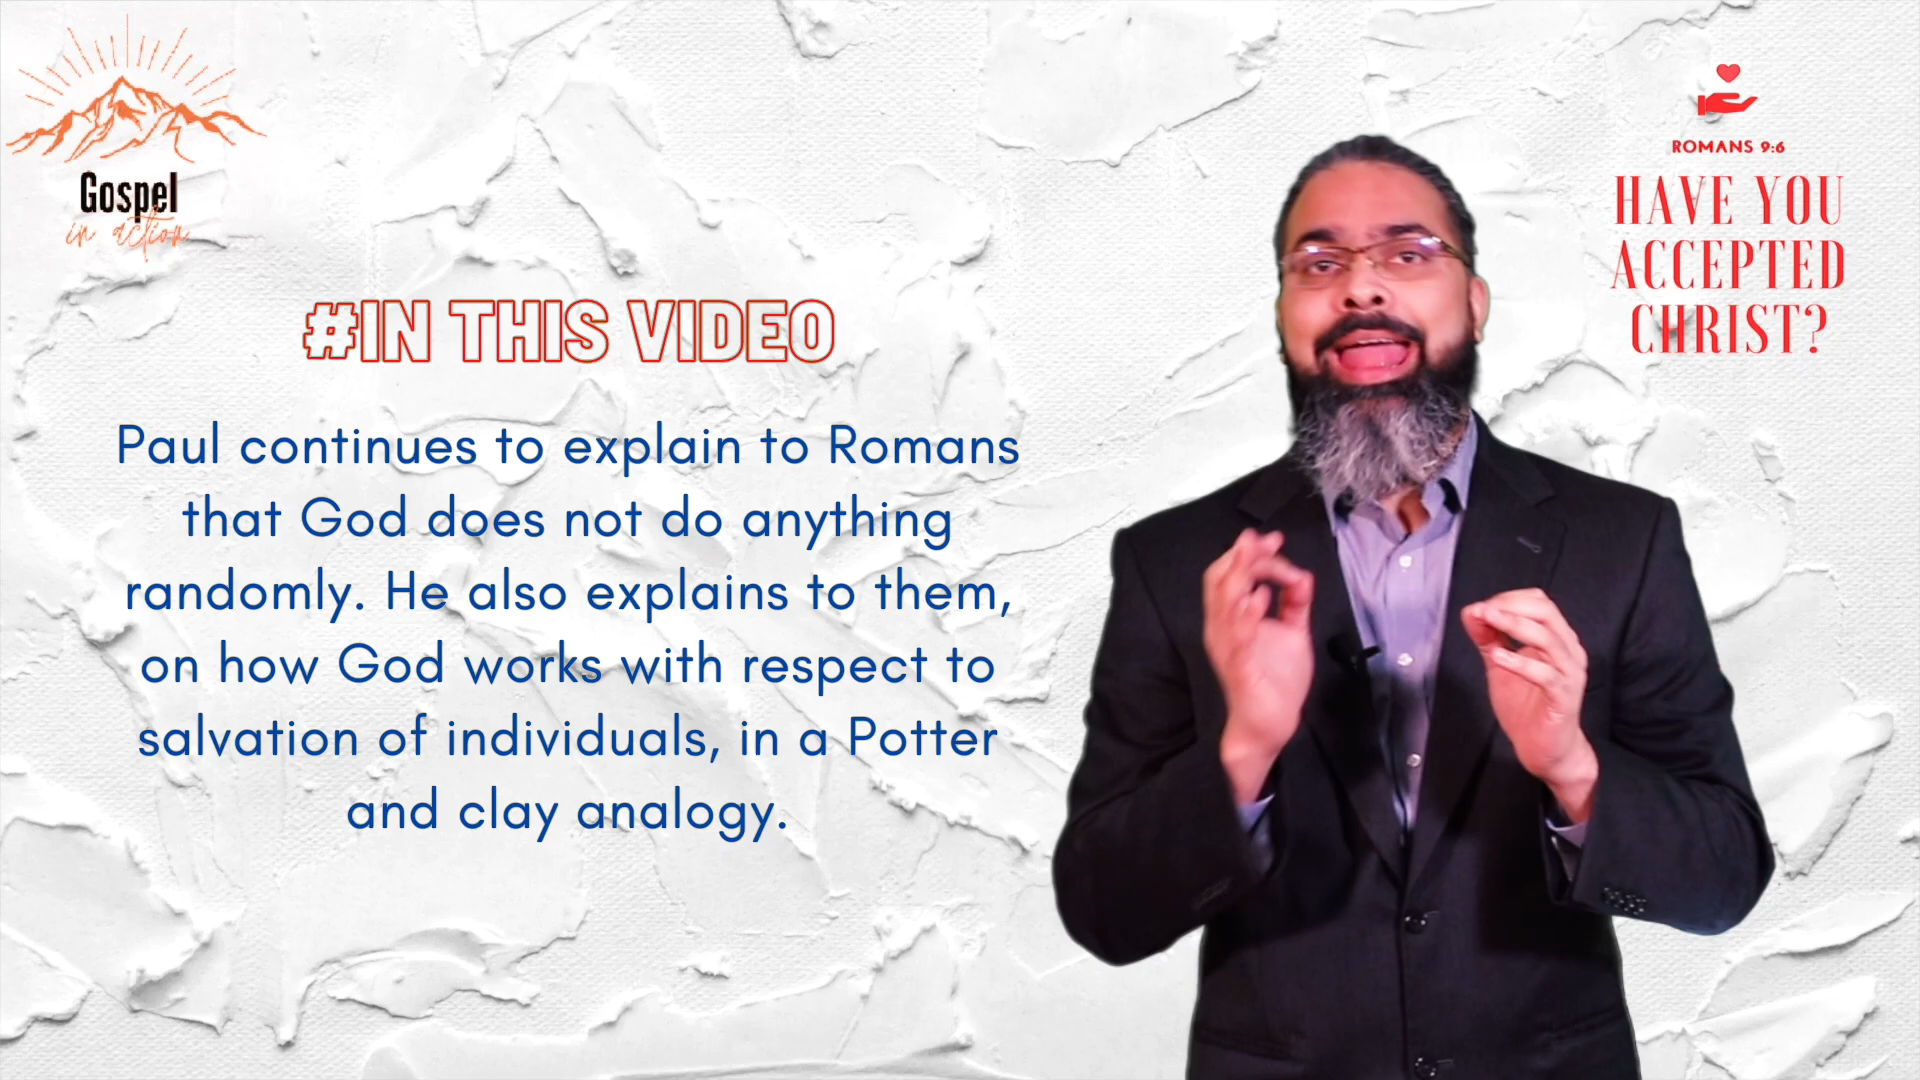 Gospel
in action
#IN THIS VIDEO
Paul continues to explain to Romans
that God does not do anything
randomly. He also explains to them,
on how God works with respect to
salvation of individuals, in a Potter
and clay analogy.
ROMANS 9:6
HAVE YOU
ACCEPTED
CHRIST?